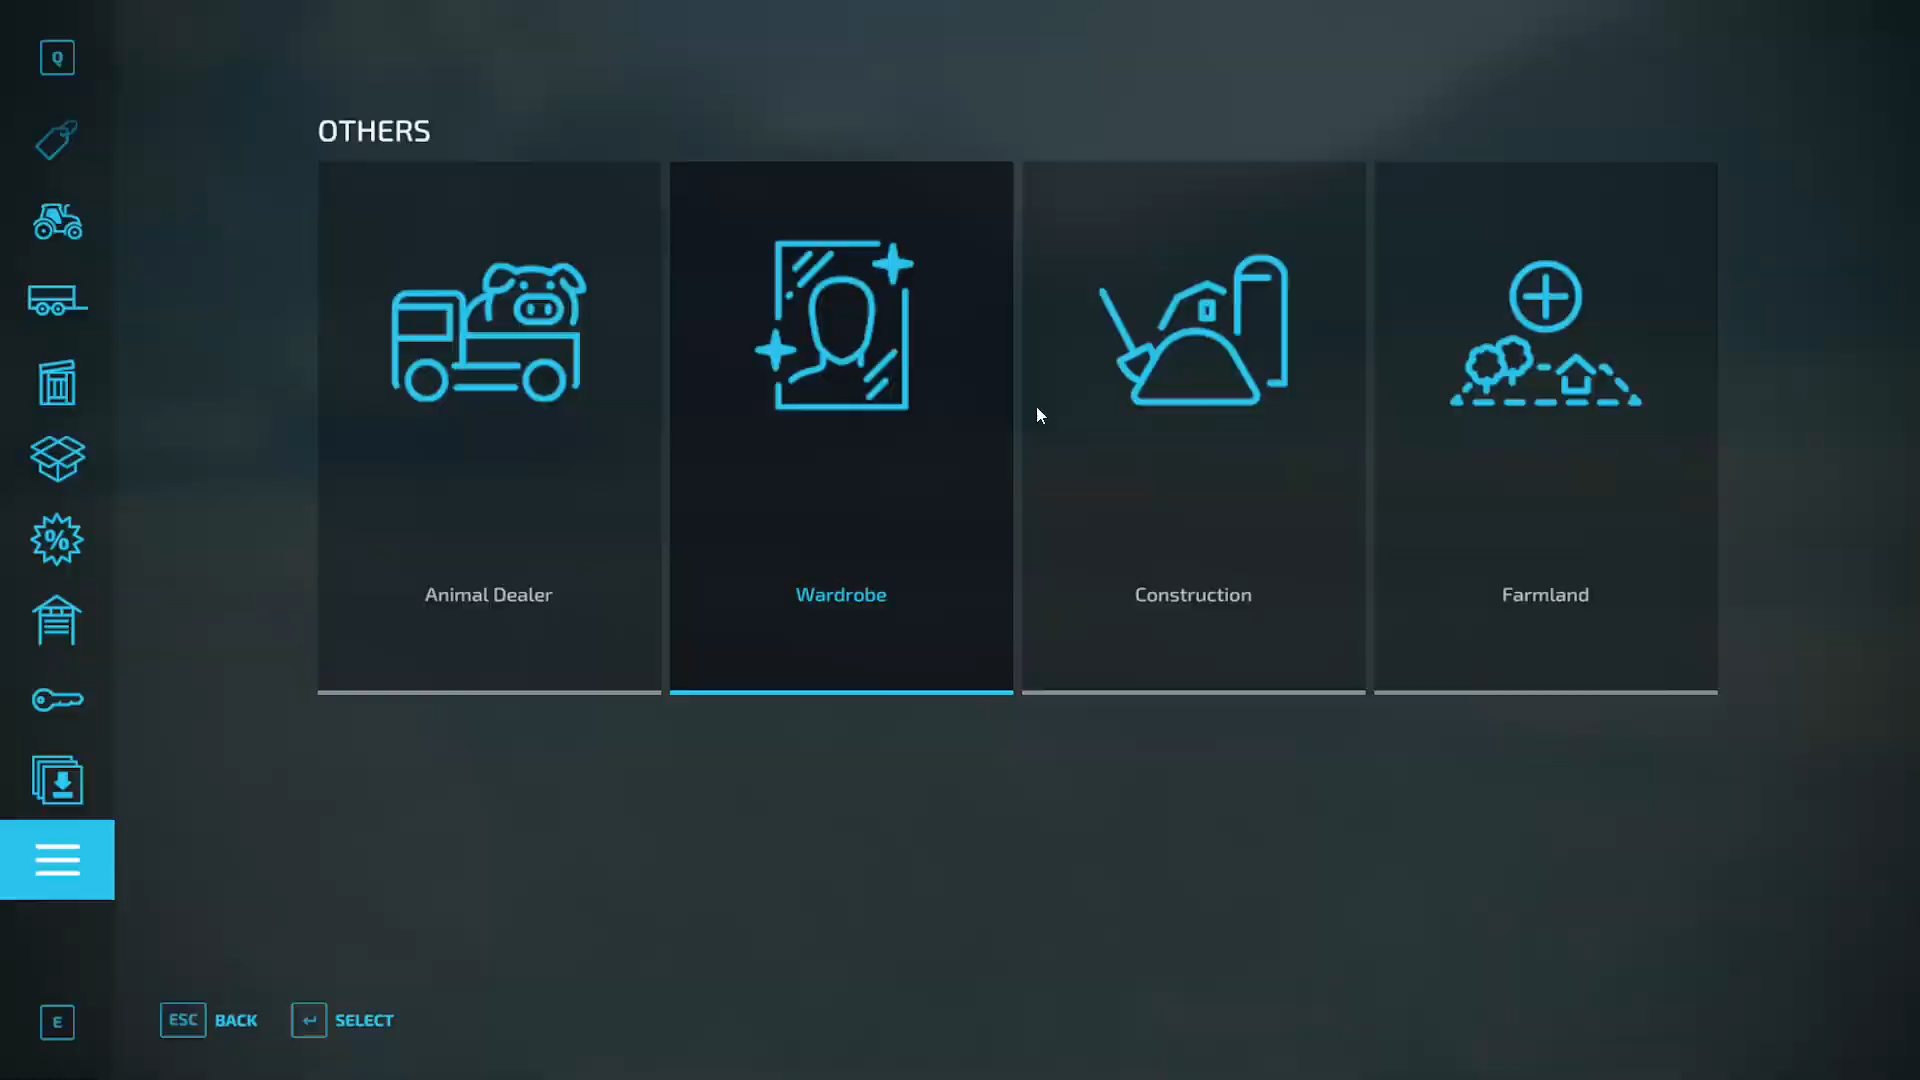 Q
OTHERS
%
Animal Dealer
Wardrobe
Construction
Farmland
E
ESC BACK
SELECT